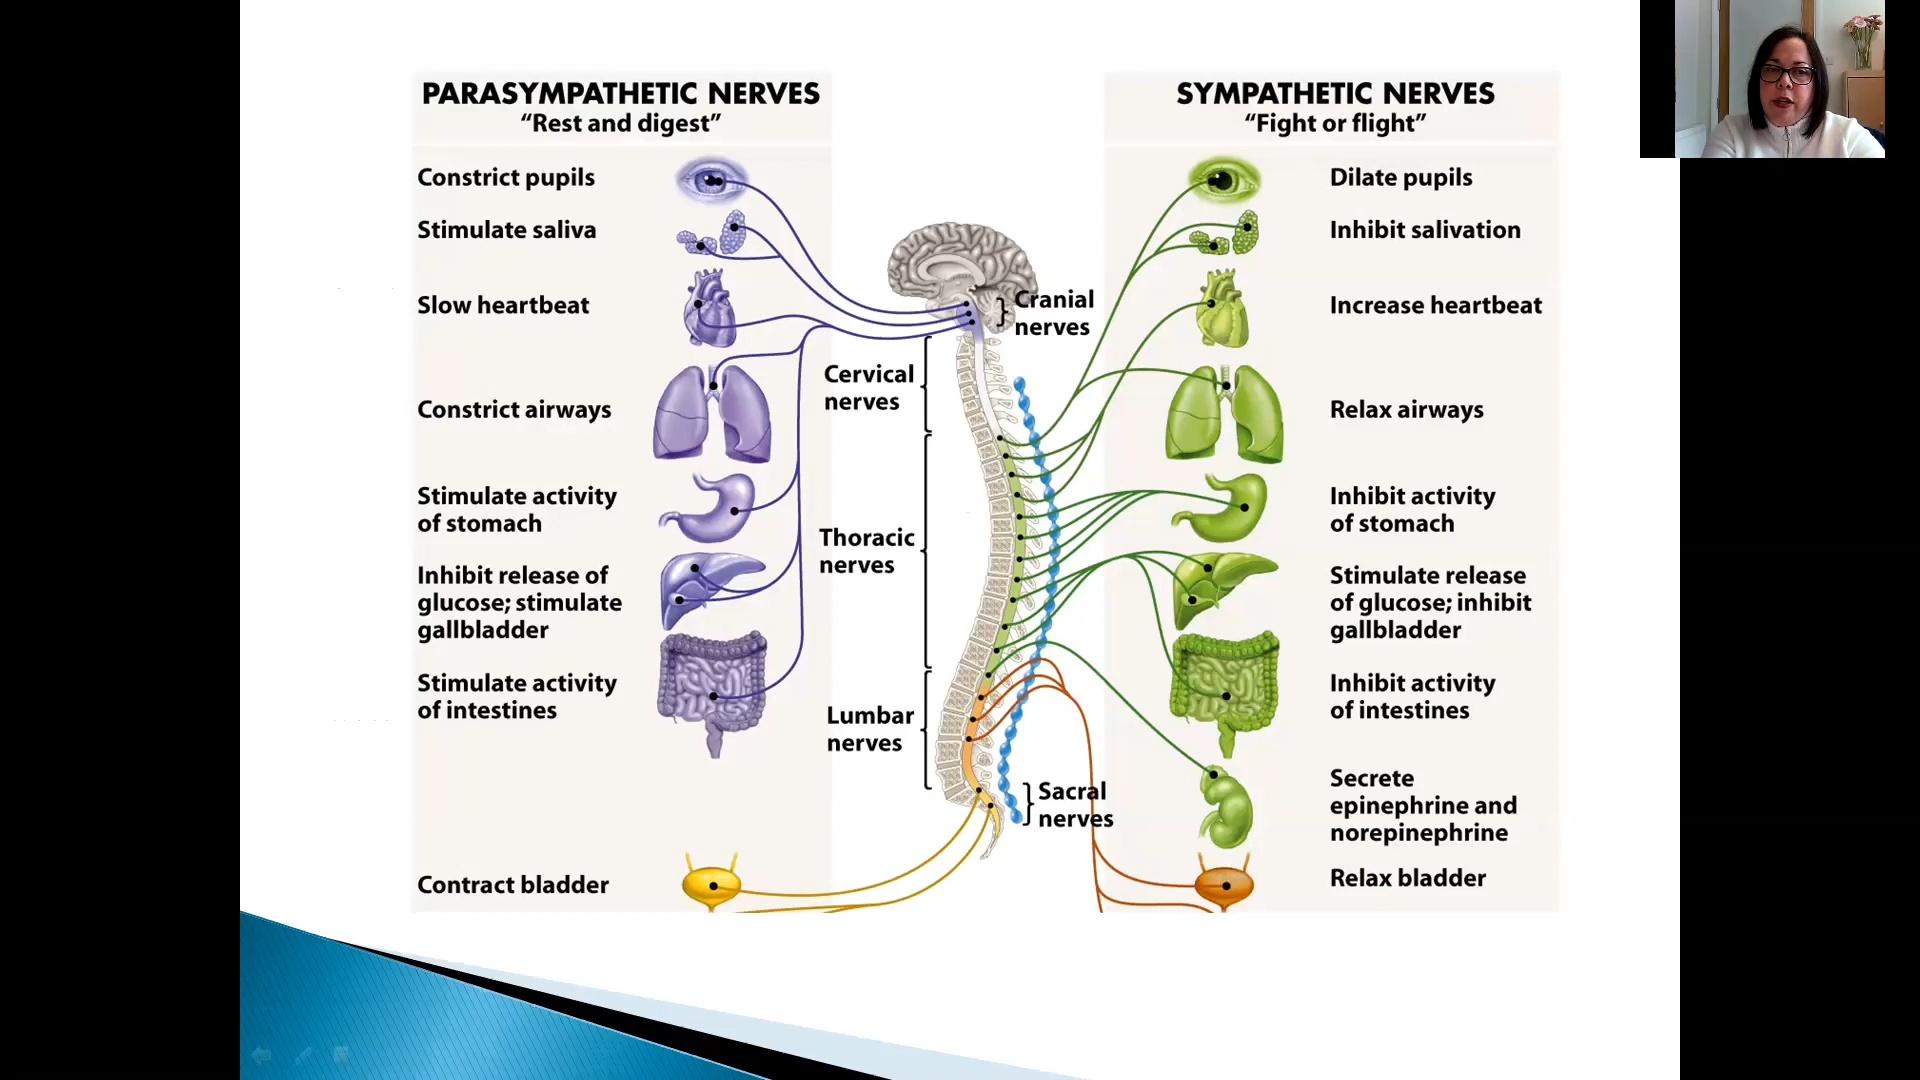 PARASYMPATHETIC NERVES
“Rest and digest”
Constrict pupils
Stimulate saliva
Slow heartbeat
Constrict airways
Stimulate activity
of stomach
Inhibit release of
glucose; stimulate
gallbladder
Stimulate activity
of intestines
Contract bladder
Cranial
nerves
Cervical
nerves
Thoracic
nerves
Lumbar
nerves
Sacral
nerves
SYMPATHETIC NERVES
“Fight or flight”
Dilate pupils
Inhibit salivation
Increase heartbeat
Relax airways
Inhibit activity
of stomach
Stimulate release
of glucose; inhibit
gallbladder
Inhibit activity
of intestines
Secrete
epinephrine and
norepinephrine
Relax bladder